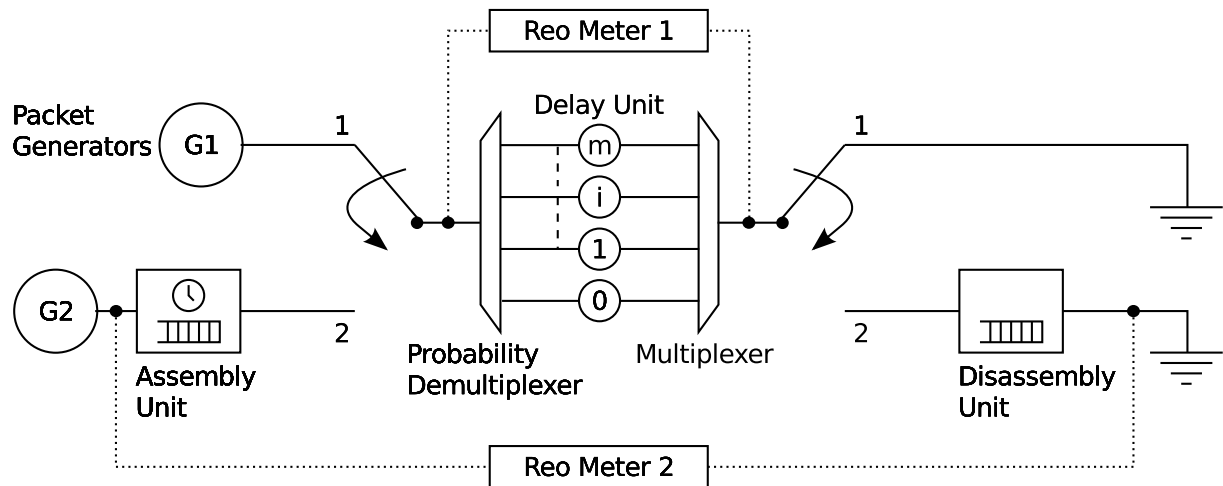 Reo Meter 1
Packet
Generators
G1
1
Delay Unit
m
i
1
0
1
G2
2
Assembly
Unit
Probability
Demultiplexer
Multiplexer
2
Disassembly
Unit
Reo Meter 2